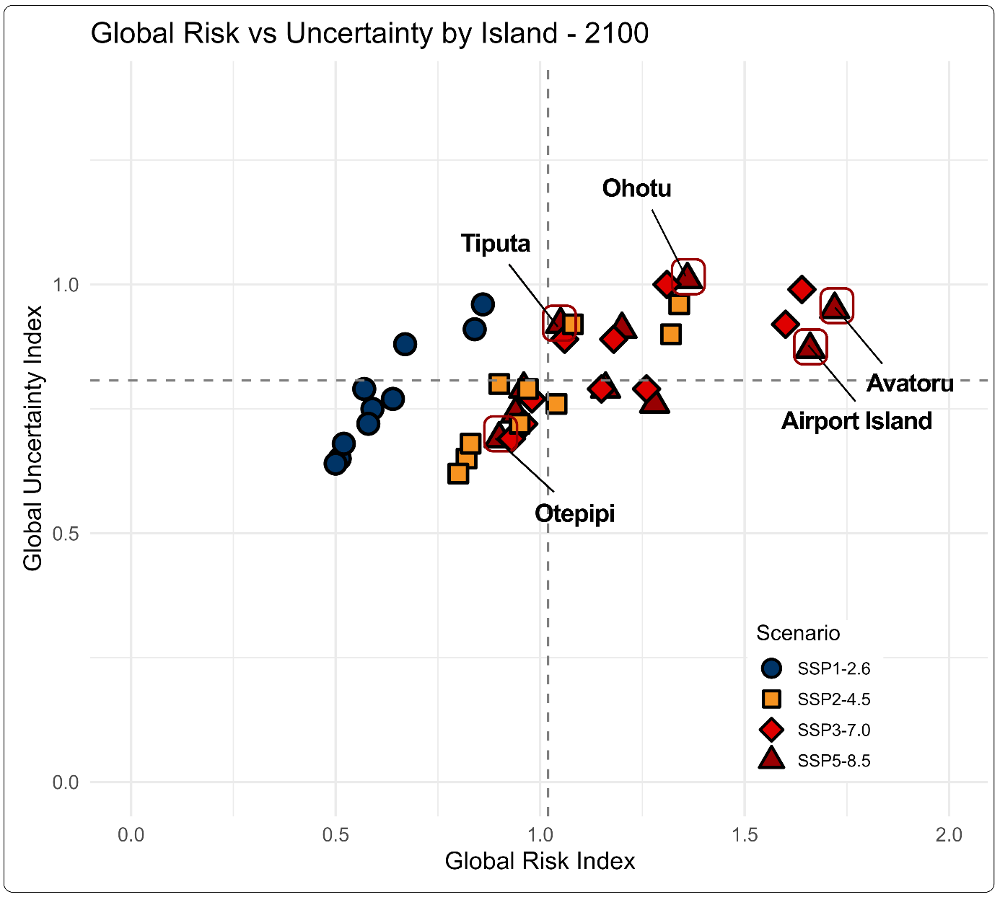 Global Risk vs Uncertainty by Island - 2100
Ohotu
Tiputa
Avatoru
Airport Island
Otepipi
Global Uncertainty Index
1.0
0.5
0.0
Scenario
SSP1-2.6
SSP2-4.5
SSP3-7.0
SSP5-8.5
0.0 0.5 1.0 1.5 2.0
Global Risk Index